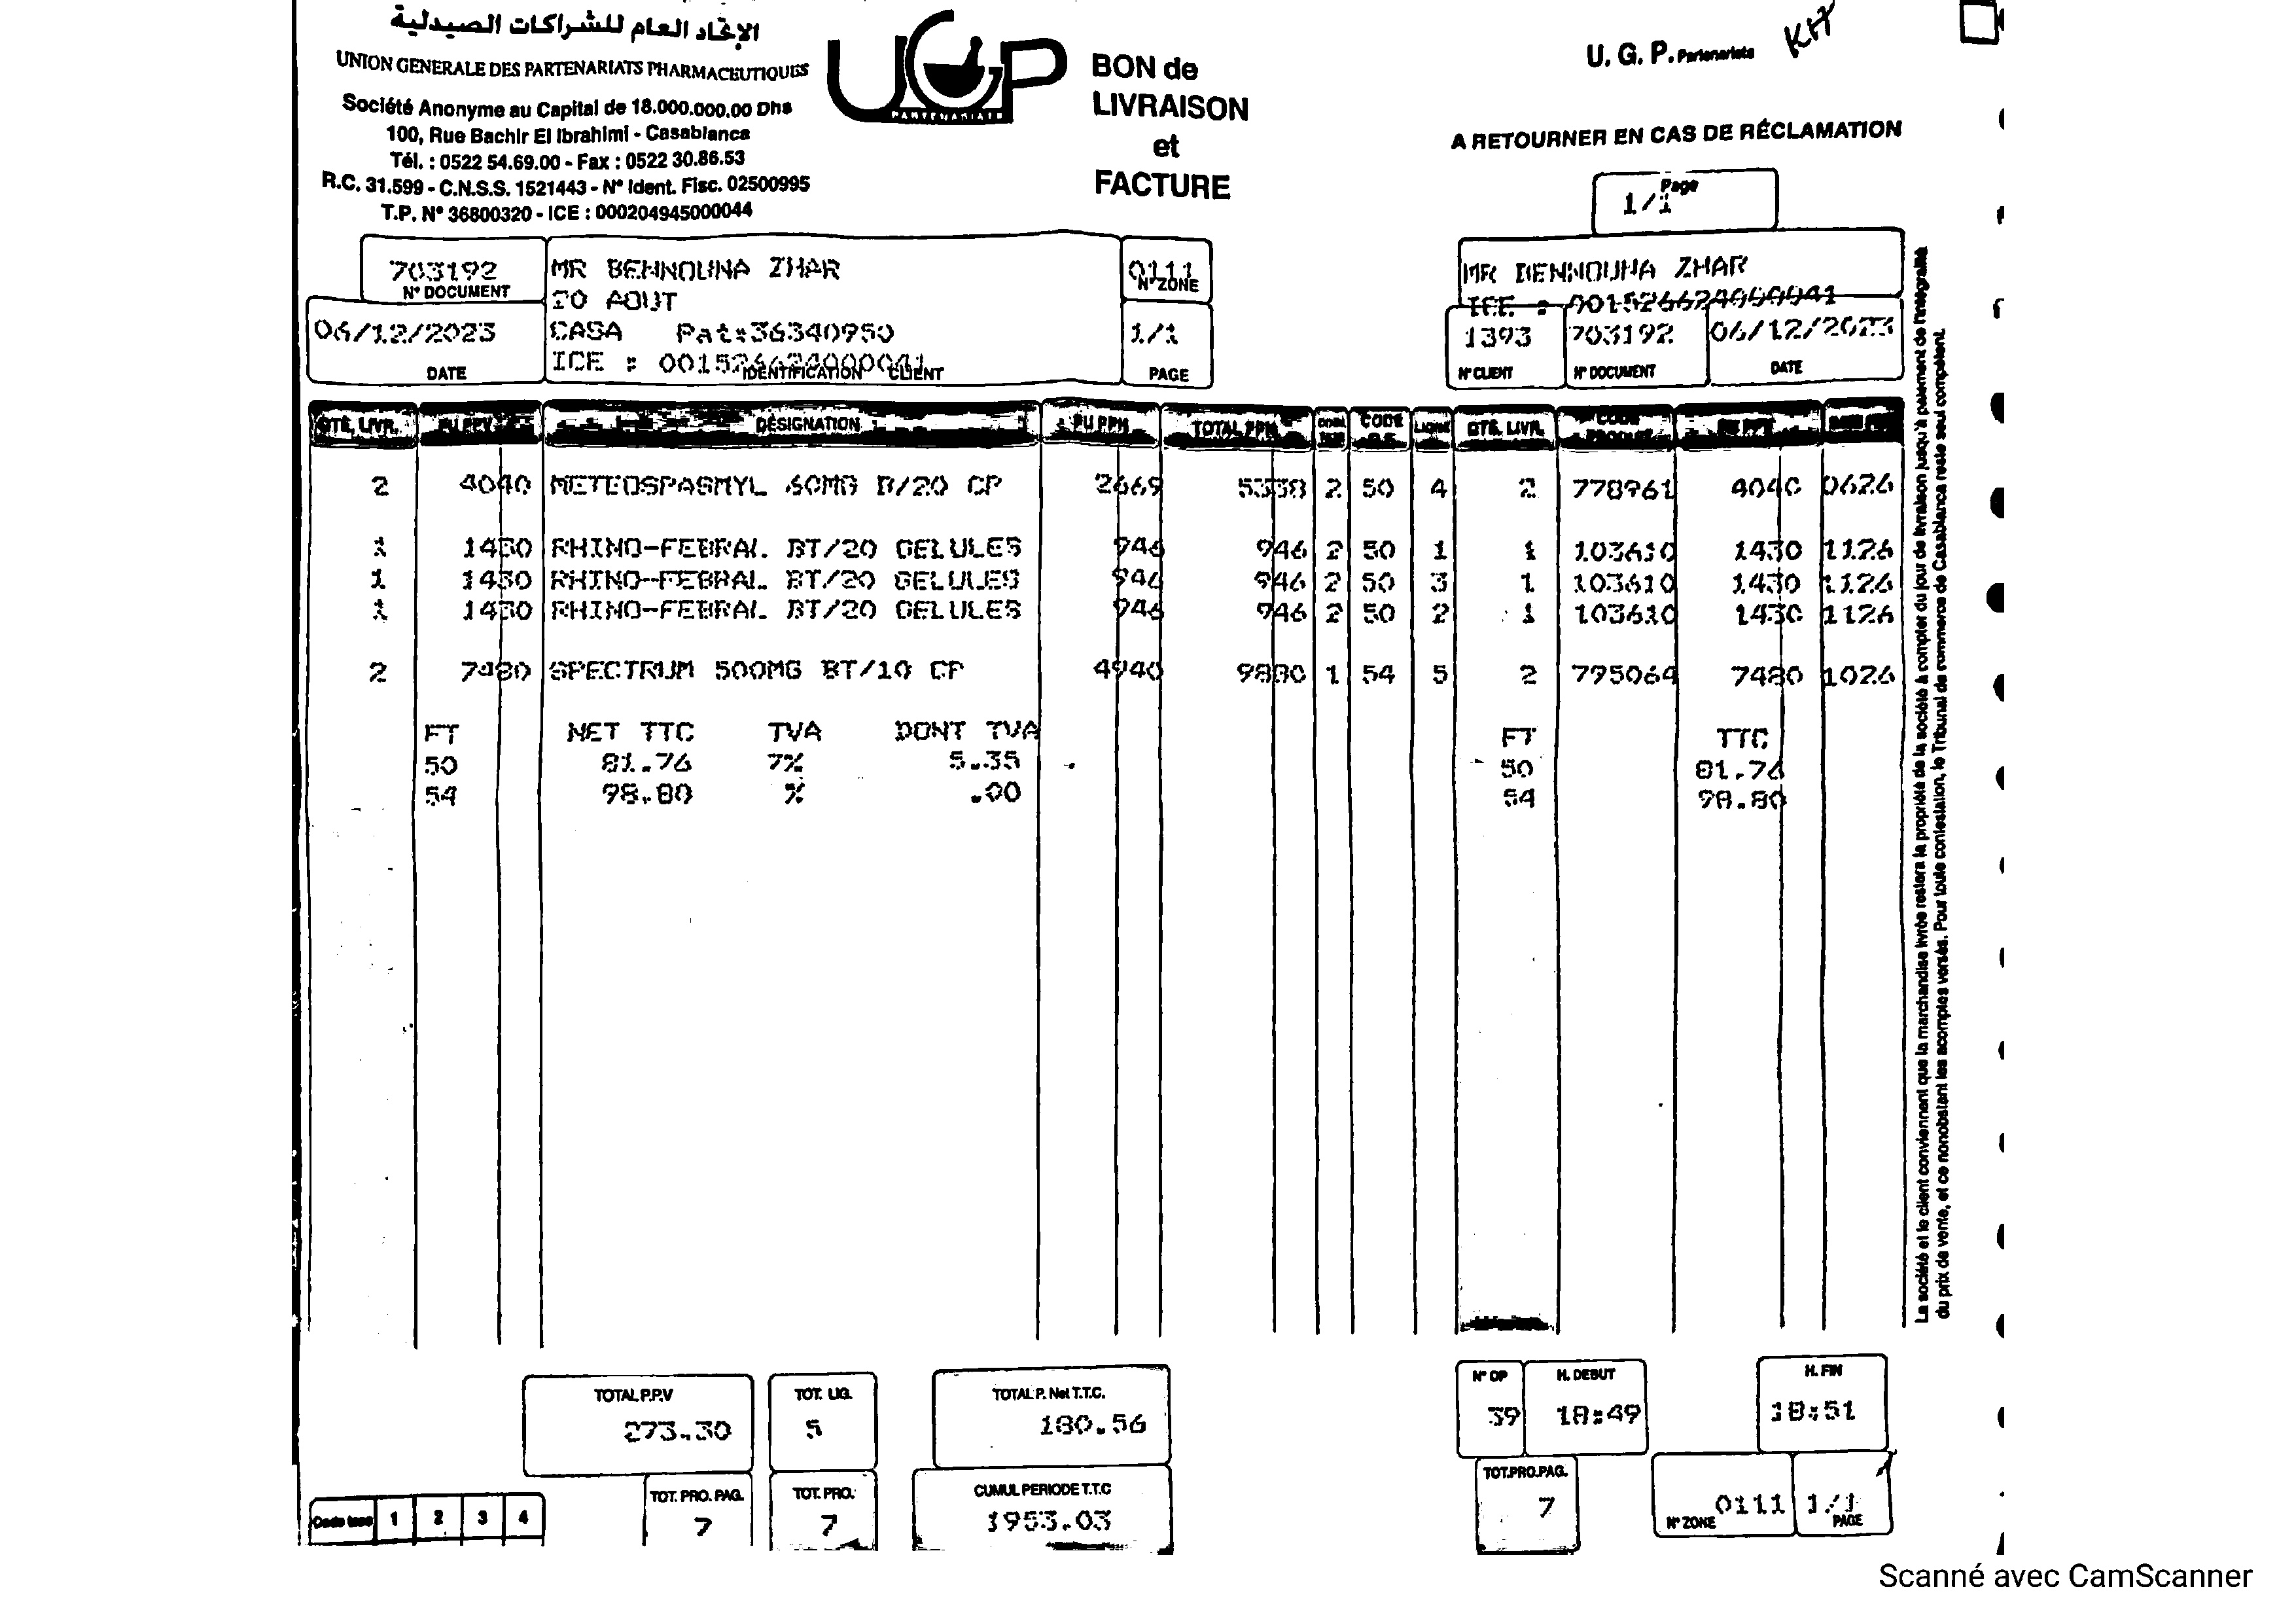 الإتحاد العام للشراكات الصيدلية
UNION GENERALE DES PARTENARIATS PHARMACEUTIQUES
Société Anonyme au Capital de 18.000.000.00 Dhs
100, Rue Bachir El Ibrahimi - Casablanca
Tél. : 0522 54.69.00 - Fax : 0522 30.86.53
R.C. 31.599 - C.N.S.S. 1521443 - N° Ident. Fisc. 02500995
T.P. N° 36800320 - ICE : 000204945000044
UGP
PARTENARIATS
BON de
LIVRAISON
et
FACTURE
U. G. P. Partenariats
KH
A RETOURNER EN CAS DE RÉCLAMATION
Page
1/1
703192
N° DOCUMENT
06/12/2023
DATE
MR BENNOUNA ZHAR
20 AOUT
CASA Pat:36340950
ICE : 001526624000041
IDENTIFICATION CLIENT
0111
N° ZONE
1/1
PAGE
MR BENNOUNA ZHAR
ICE : 001526624000041
1393 703192 06/12/2023
N° CLIENT N° DOCUMENT DATE
QTÉ. LIVR. PU PPV DÉSIGNATION PU PPH TOTAL PPH CODE LIGNE QTÉ. LIVR. CODE PRODUIT
2 4040 METEOSPASMYL 60MG B/20 CP 2669 5338 2 50 4 2 778961 4040 0626
1 1430 RHINO-FEBRAL BT/20 GELULES 946 946 2 50 1 1 103610 1430 1126
1 1430 RHINO-FEBRAL BT/20 GELULES 946 946 2 50 3 1 103610 1430 1126
1 1430 RHINO-FEBRAL BT/20 GELULES 946 946 2 50 2 1 103610 1430 1126
2 7480 SPECTRUM 500MG BT/10 CP 4940 9880 1 54 5 2 795064 7480 1026
FT NET TTC TVA DONT TVA FT TTC
50 81.76 7% 5.35 50 81.76
54 98.80 % .00 54 98.80
La société et le client conviennent que la marchandise livrée restera la propriété de la société à compter du jour de livraison jusqu'à paiement de l'intégralité
du prix de vente, et ce nonobstant les acomptes versés. Pour toute contestation, le Tribunal de commerce de Casablanca reste seul compétent.
TOTAL P.P.V
273.30
TOT. LIG.
5
TOTAL P. Net T.T.C.
180.56
N° OP
39
H. DEBUT
18:49
H. FIN
18:51
Code taxe 1 2 3 4
TOT. PRO. PAG.
7
TOT. PRO.
7
CUMUL PERIODE T.T.C
1953.03
TOT.PRO.PAG.
7
0111
N° ZONE
1/1
PAGE
Scanné avec CamScanner